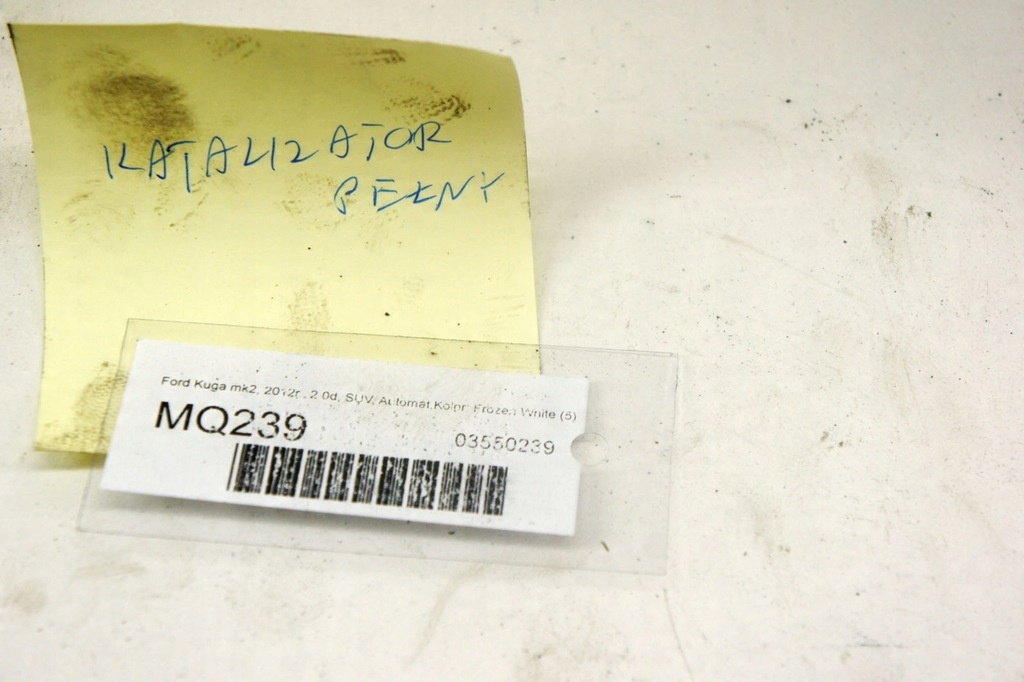 KATALIZATOR
PEŁNY
Ford Kuga mk2, 2012r., 2.0d, SUV, Automat, Kolor: Frozen White (5)
MQ239
03550239